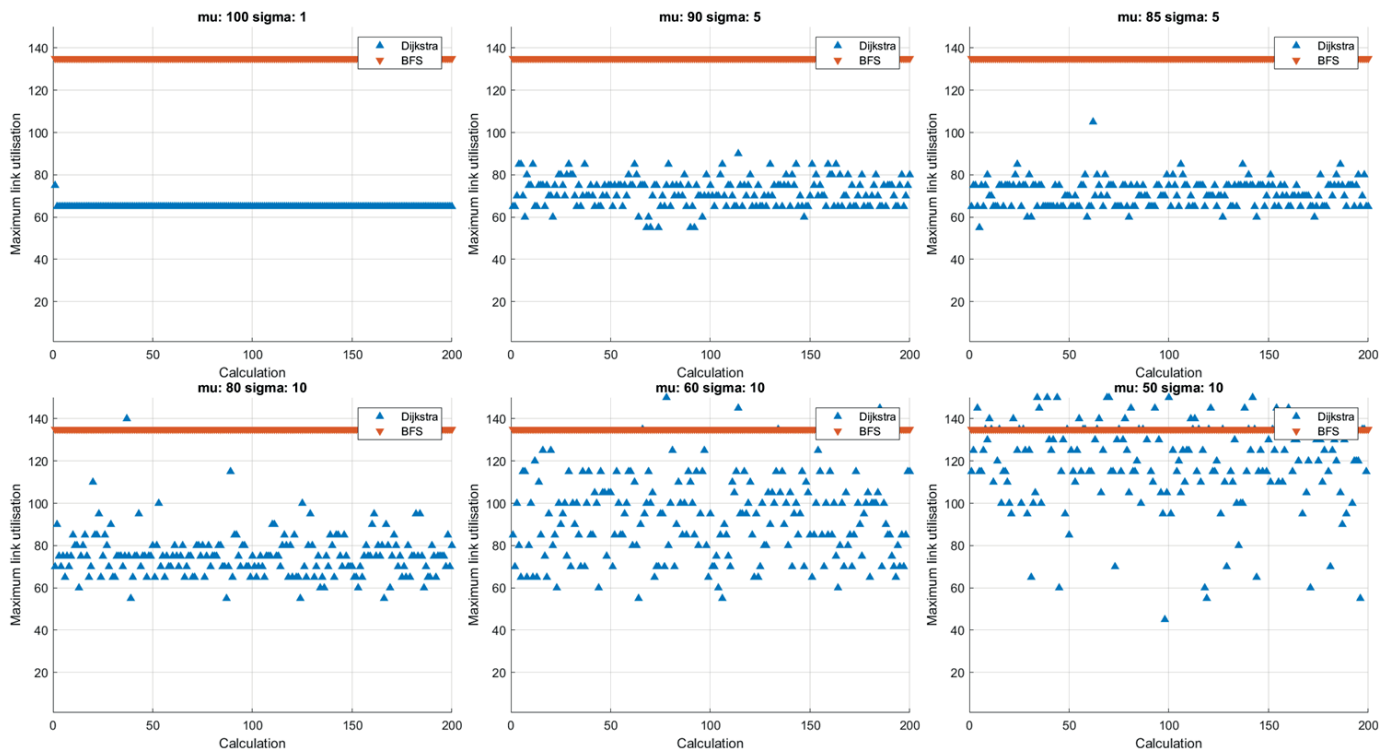 mu: 100 sigma: 1
140
120
100
80
60
40
20
Maximum link utilisation
Dijkstra
BFS
0
50
100
150
200
Calculation
mu: 90 sigma: 5
140
120
100
80
60
40
20
Maximum link utilisation
Dijkstra
BFS
0
50
100
150
200
Calculation
mu: 85 sigma: 5
140
120
100
80
60
40
20
Maximum link utilisation
Dijkstra
BFS
0
50
100
150
200
Calculation
mu: 80 sigma: 10
140
120
100
80
60
40
20
Maximum link utilisation
Dijkstra
BFS
0
50
100
150
200
Calculation
mu: 60 sigma: 10
140
120
100
80
60
40
20
Maximum link utilisation
Dijkstra
BFS
0
50
100
150
200
Calculation
mu: 50 sigma: 10
140
120
100
80
60
40
20
Maximum link utilisation
Dijkstra
BFS
0
50
100
150
200
Calculation